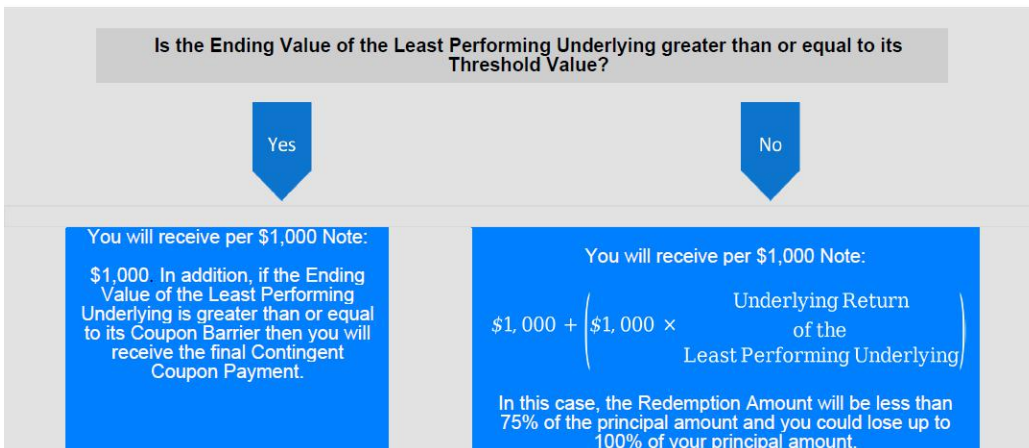 Is the Ending Value of the Least Performing Underlying greater than or equal to its
Threshold Value?
Yes
No
You will receive per $1,000 Note:
$1,000. In addition, if the Ending
Value of the Least Performing
Underlying is greater than or equal
to its Coupon Barrier then you will
receive the final Contingent
Coupon Payment.
You will receive per $1,000 Note:
Underlying Return
$1,000 + ($1,000 × of the)
Least Performing Underlying
In this case, the Redemption Amount will be less than
75% of the principal amount and you could lose up to
100% of your principal amount.